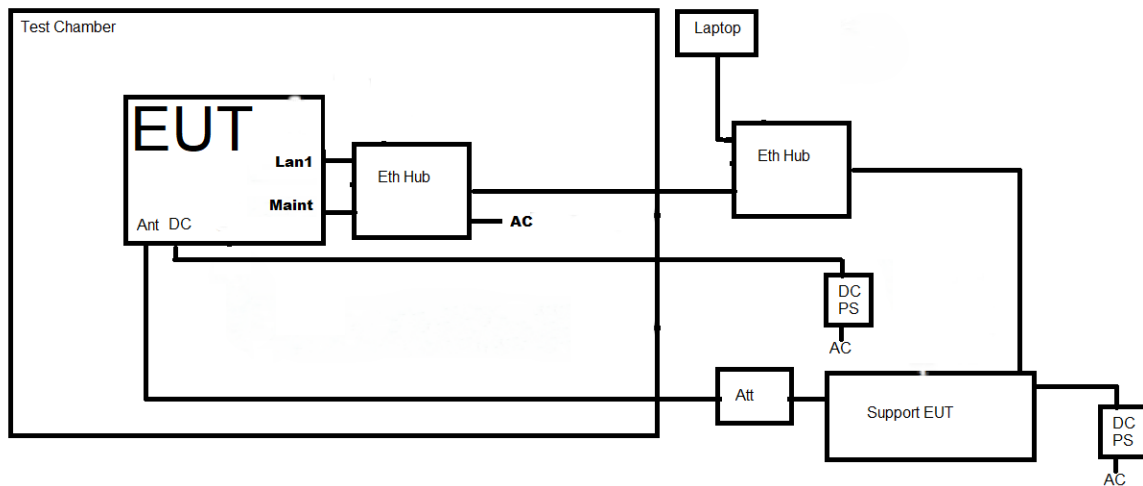 Test Chamber
Laptop
EUT
Lan1
Maint
Ant DC
Eth Hub
AC
Eth Hub
DC
PS
AC
Att
Support EUT
DC
PS
AC